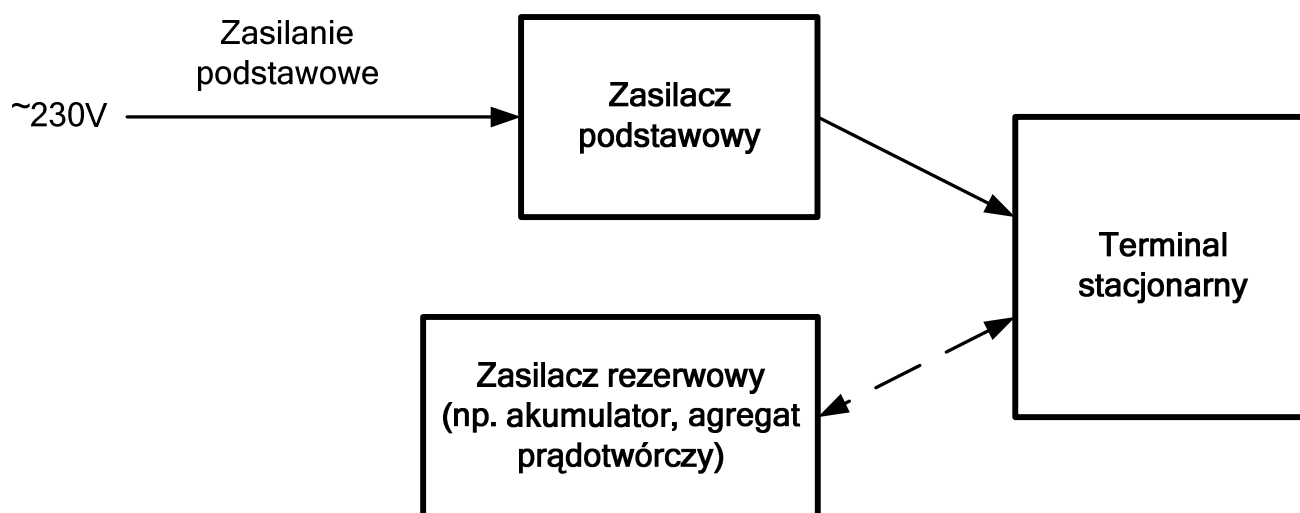 Zasilanie
podstawowe
~230V
Zasilacz
podstawowy
Terminal
stacjonarny
Zasilacz rezerwowy
(np. akumulator, agregat
prądotwórczy)